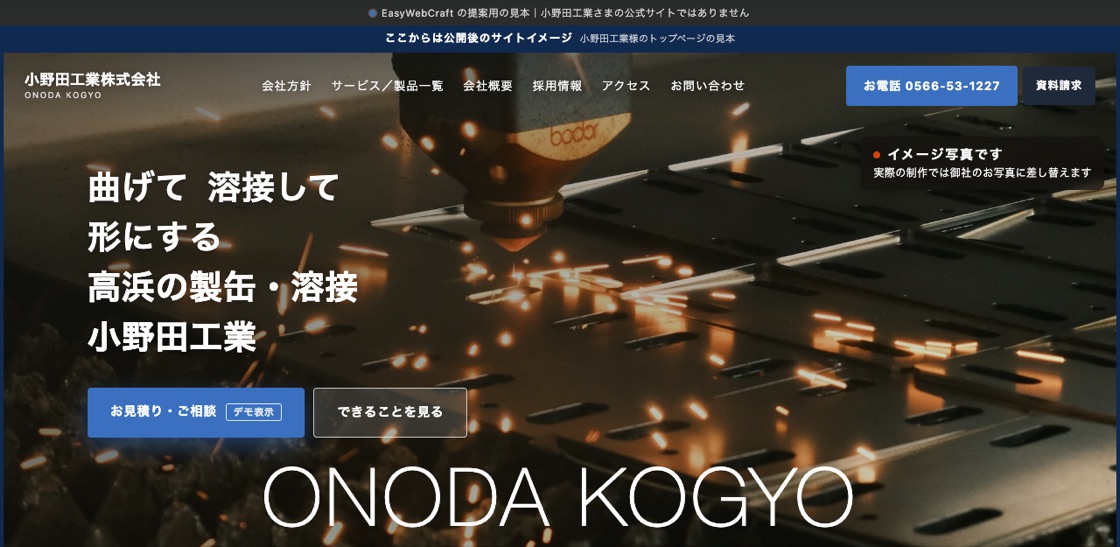 EasyWebCraft の提案用の見本｜小野田工業さまの公式サイトではありません
ここからは公開後のサイトイメージ 小野田工業様のトップページの見本
小野田工業株式会社
ONODA KOGYO
会社方針 サービス／製品一覧 会社概要 採用情報 アクセス お問い合わせ
お電話 0566-53-1227
資料請求
bodor
イメージ写真です
実際の制作では御社のお写真に差し替えます
曲げて 溶接して
形にする
高浜の製缶・溶接
小野田工業
お見積り・ご相談 デモ表示
できることを見る
ONODA KOGYO